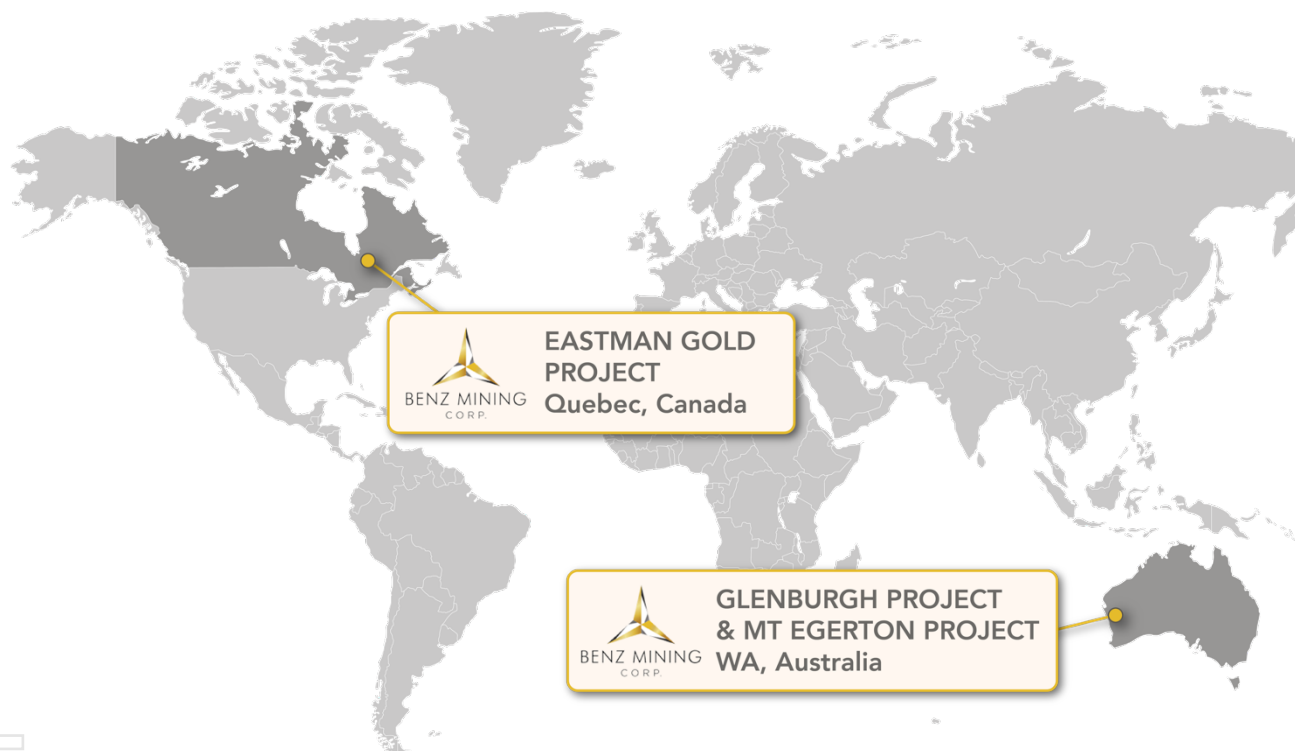 BENZ MINING
CORP.
EASTMAN GOLD
PROJECT
Quebec, Canada
BENZ MINING
CORP.
GLENBURGH PROJECT
& MT EGERTON PROJECT
WA, Australia